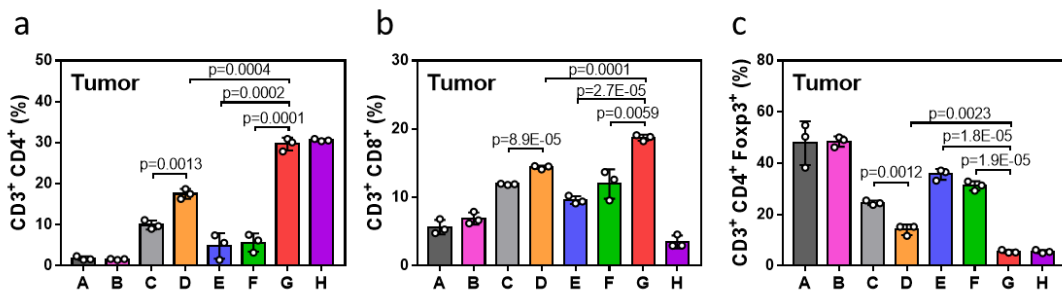 a
CD3+ CD4+ (%)
50
40
30
20
10
0
Tumor
p=0.0004
p=0.0002
p=0.0001
p=0.0013
A B C D E F G H
b
CD3+ CD8+ (%)
30
20
10
0
Tumor
p=0.0001
p=2.7E-05
p=0.0059
p=8.9E-05
A B C D E F G H
c
CD3+ CD4+ Foxp3+ (%)
80
60
40
20
0
Tumor
p=0.0023
p=1.8E-05
p=1.9E-05
p=0.0012
A B C D E F G H